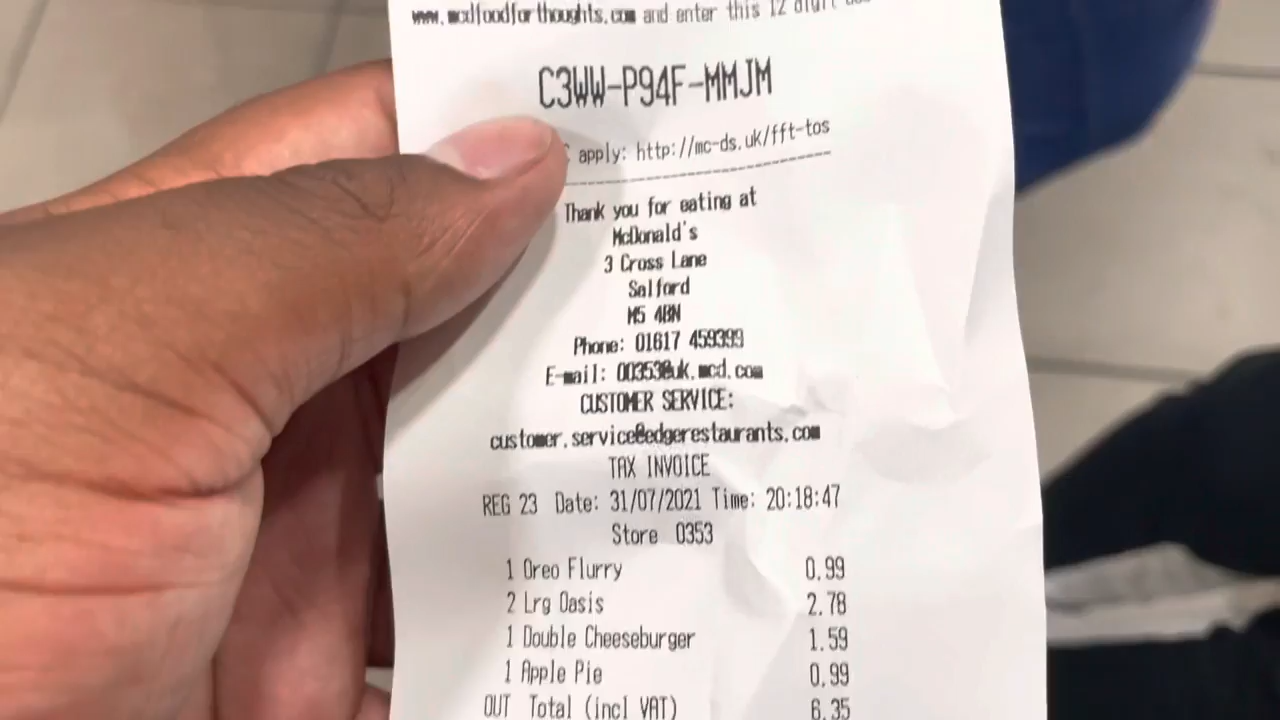 www.mcdfoodforthoughts.com and enter this 12 digit
C3WW-P94F-MMJM
apply: http://mc-ds.uk/fft-tos
Thank you for eating at
McDonald's
3 Cross Lane
Salford
M5 4BN
Phone: 01617 459399
E-mail: 00353@uk.mcd.com
CUSTOMER SERVICE:
customer.service@edgerestaurants.com
TAX INVOICE
REG 23 Date: 31/07/2021 Time: 20:18:47
Store 0353
1 Oreo Flurry 0.99
2 Lrg Oasis 2.78
1 Double Cheeseburger 1.59
1 Apple Pie 0.99
OUT Total (incl VAT) 6.35